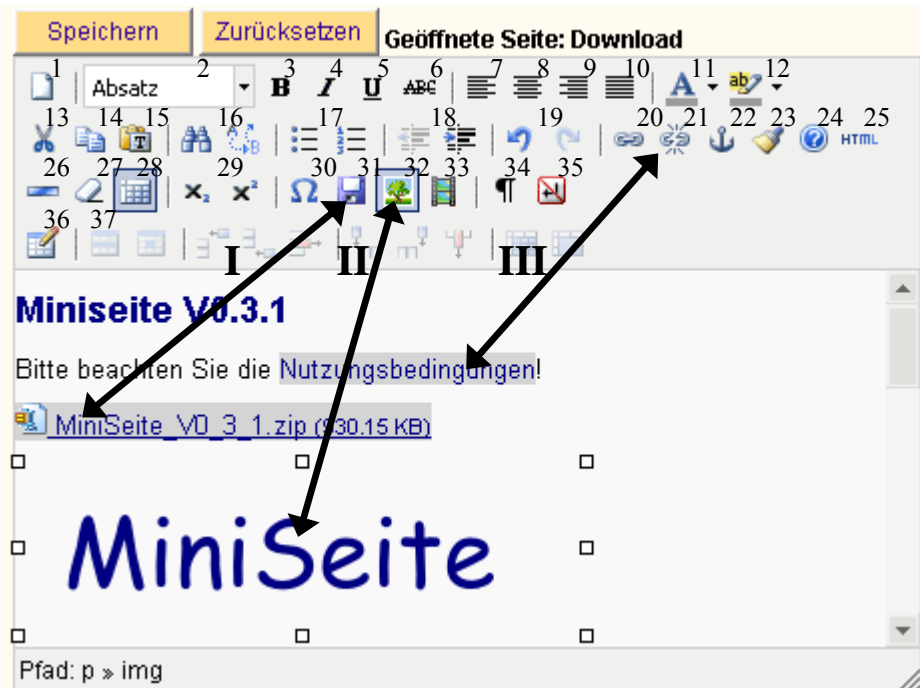 Speichern Zurücksetzen Geöffnete Seite: Download
1 2 3 4 5 6 7 8 9 10 11 12
Absatz B I U ABC A ab
13 14 15 16 17 18 19 20 21 22 23 24 25
HTML
26 27 28 29 30 31 32 33 34 35
x₂ x² Ω ¶
36 37
I II III
Miniseite V0.3.1
Bitte beachten Sie die Nutzungsbedingungen!
MiniSeite_V0_3_1.zip (930.15 KB)
MiniSeite
Pfad: p » img